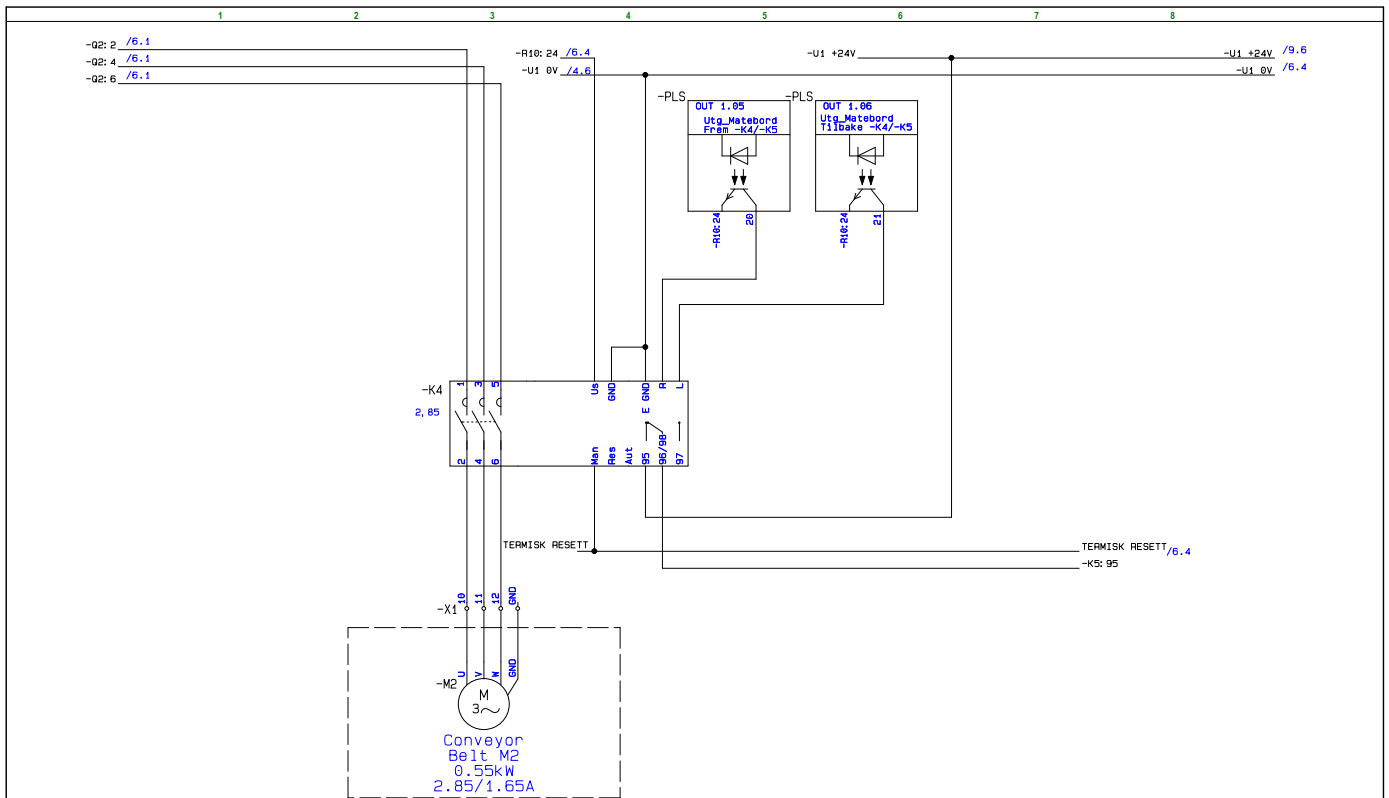 1 2 3 4 5 6 7 8
-Q2:2 /6.1
-Q2:4 /6.1
-Q2:6 /6.1
-R10:24 /6.4
-U1 0V /4.6
-U1 +24V
-U1 +24V /9.6
-U1 0V /6.4
-PLS
OUT 1.05
Utg_Matebord
Frem -K4/-K5
-R10:24
20
-PLS
OUT 1.06
Utg_Matebord
Tilbake -K4/-K5
-R10:24
21
-K4
2,85
1 3 5
Us GND E GND R L
2 4 6
Man Res Aut 95 96/98 97
TERMISK RESETT
TERMISK RESETT /6.4
-K5:95
-X1
10 11 12 GND
-M2
U V W GND
M
3~
Conveyor
Belt M2
0.55kW
2.85/1.65A